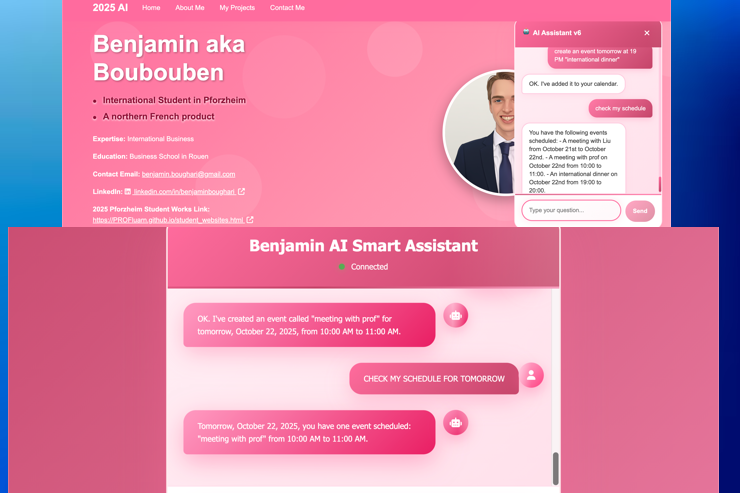 2025 AI Home About Me My Projects Contact Me
Benjamin aka
Boubouben
International Student in Pforzheim
A northern French product
Expertise: International Business
Education: Business School in Rouen
Contact Email: benjamin.boughari@gmail.com
LinkedIn: linkedin.com/in/benjaminboughari
2025 Pforzheim Student Works Link:
https://PROFluarn.github.io/student_websites.html
AI Assistant v6
create an event tomorrow at 19
PM "international dinner"
OK. I've added it to your calendar.
check my schedule
You have the following events
scheduled: - A meeting with Liu
from October 21st to October
22nd. - A meeting with prof on
October 22nd from 10:00 to
11:00. - An international dinner on
October 22nd from 19:00 to
20:00.
Type your question...
Send
Benjamin AI Smart Assistant
Connected
OK. I've created an event called "meeting with prof" for
tomorrow, October 22, 2025, from 10:00 AM to 11:00 AM.
CHECK MY SCHEDULE FOR TOMORROW
Tomorrow, October 22, 2025, you have one event scheduled:
"meeting with prof" from 10:00 AM to 11:00 AM.